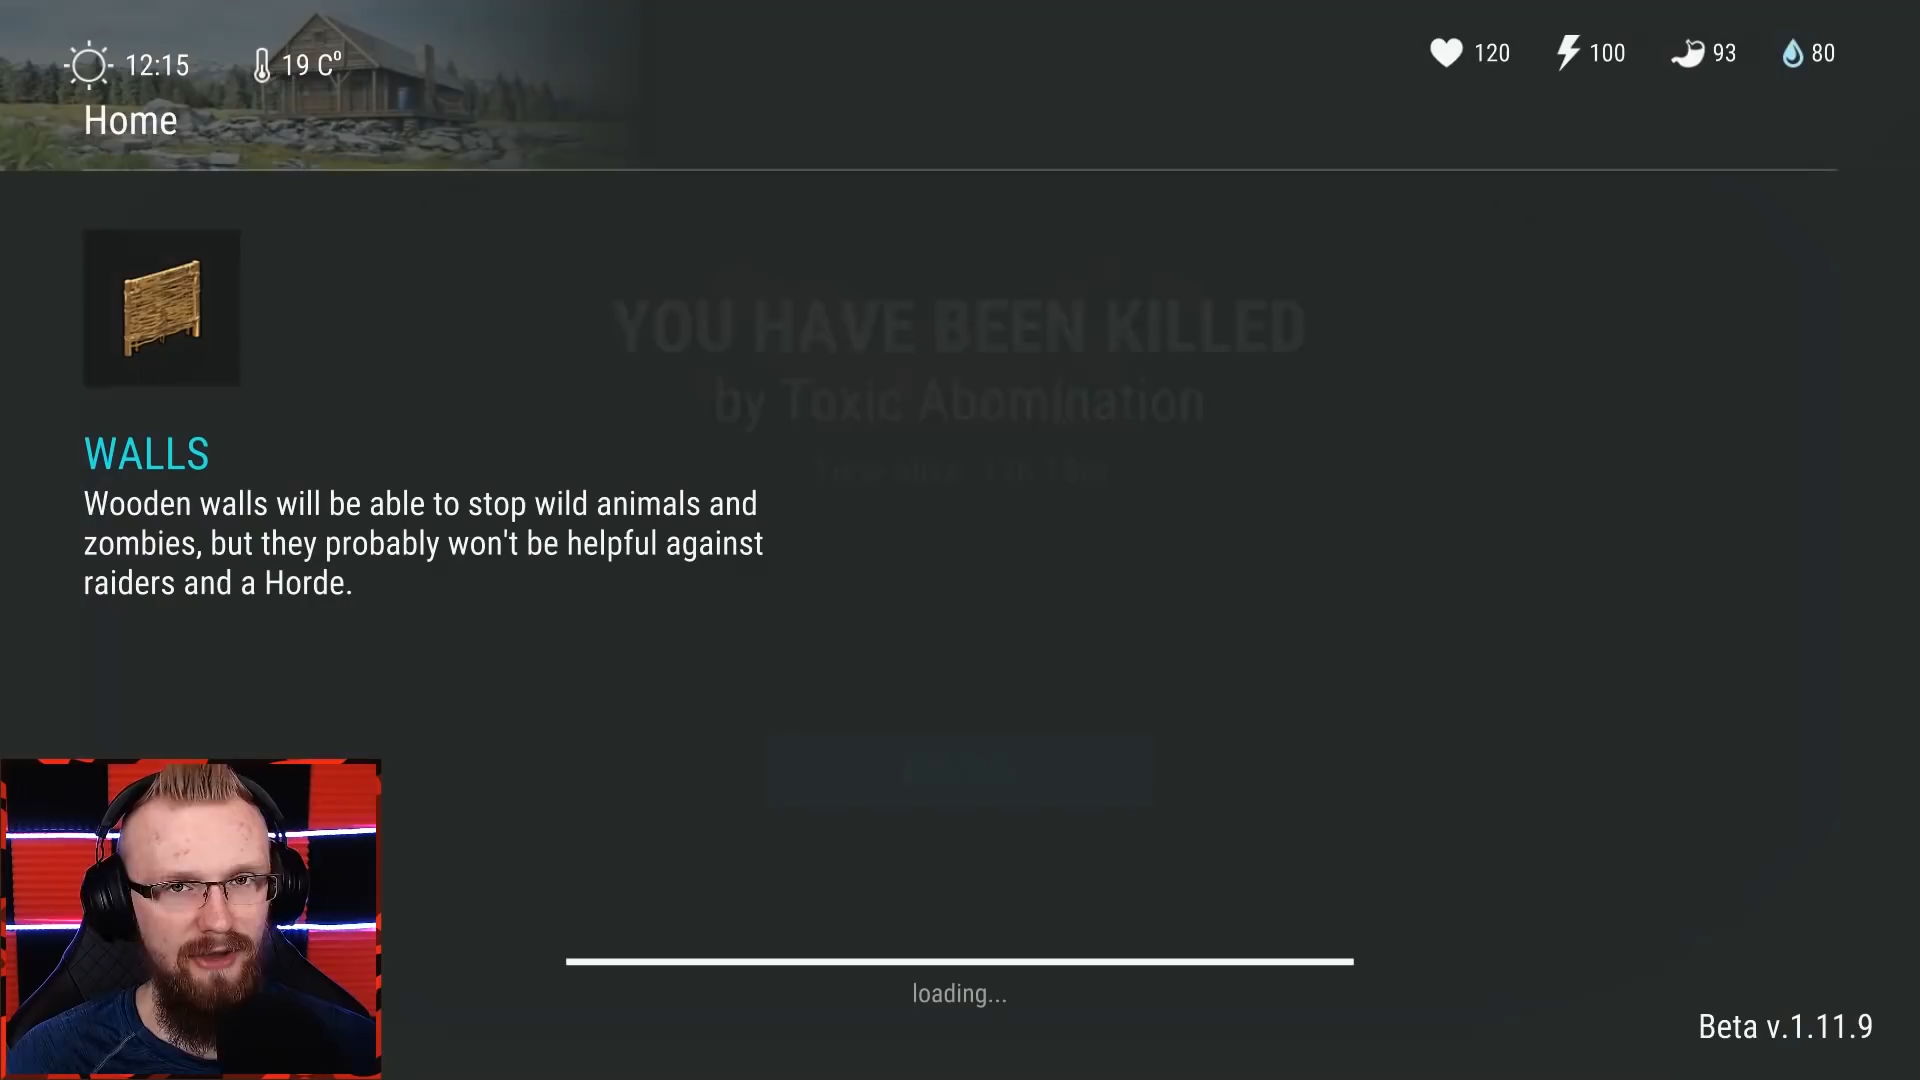 12:15
19 C⁰
120
100
93
80
Home
YOU HAVE BEEN KILLED
by Toxic Abomination
WALLS
Wooden walls will be able to stop wild animals and
zombies, but they probably won't be helpful against
raiders and a Horde.
loading...
Beta v.1.11.9